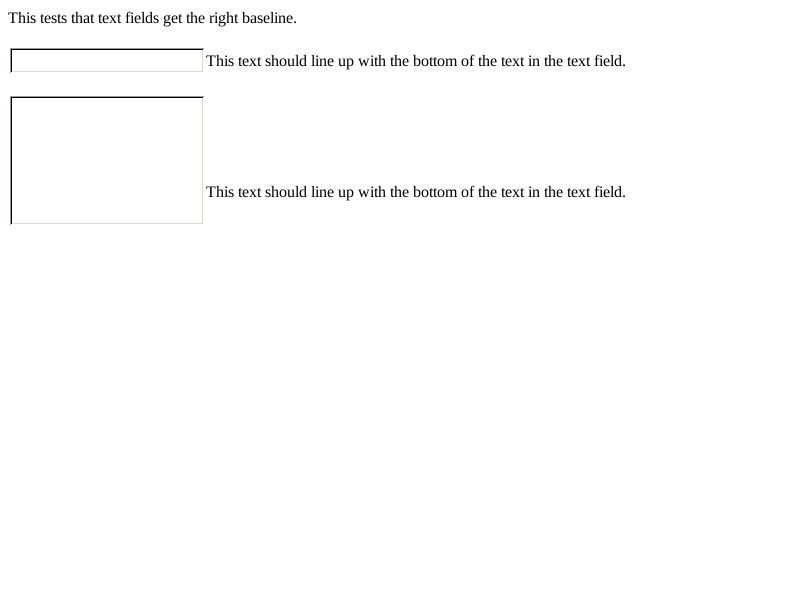 This tests that text fields get the right baseline.
This text should line up with the bottom of the text in the text field.
This text should line up with the bottom of the text in the text field.